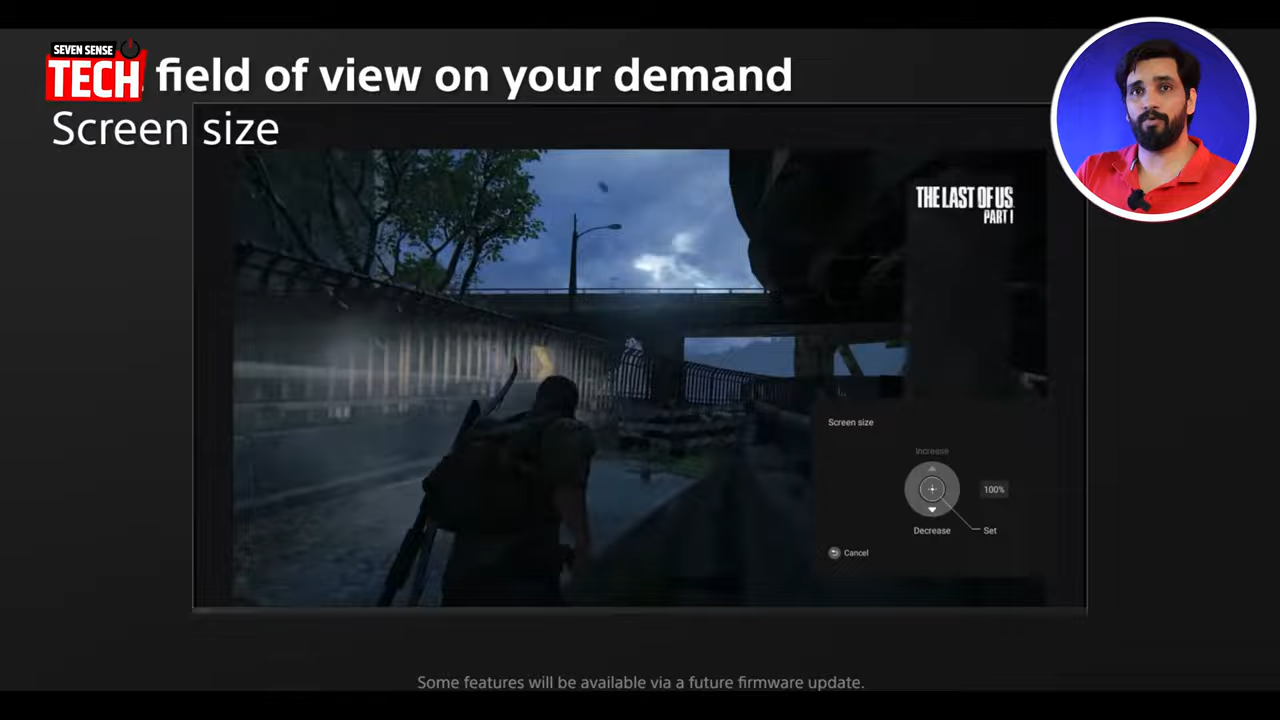 SEVEN SENSE
TECH
field of view on your demand
Screen size
THE LAST OF US
PART I
Screen size
Increase
100%
Decrease
Set
Cancel
Some features will be available via a future firmware update.